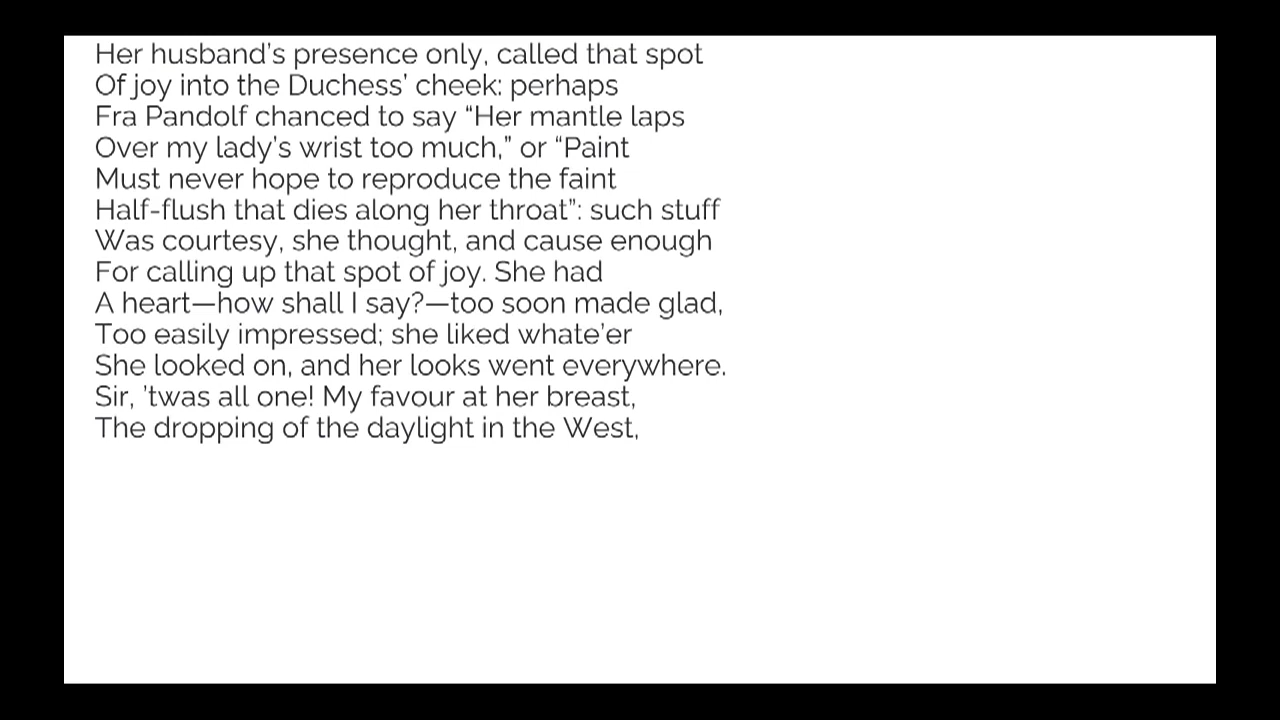 Her husband’s presence only, called that spot
Of joy into the Duchess’ cheek: perhaps
Fra Pandolf chanced to say “Her mantle laps
Over my lady’s wrist too much,” or “Paint
Must never hope to reproduce the faint
Half-flush that dies along her throat”: such stuff
Was courtesy, she thought, and cause enough
For calling up that spot of joy. She had
A heart—how shall I say?—too soon made glad,
Too easily impressed; she liked whate’er
She looked on, and her looks went everywhere.
Sir, ’twas all one! My favour at her breast,
The dropping of the daylight in the West,